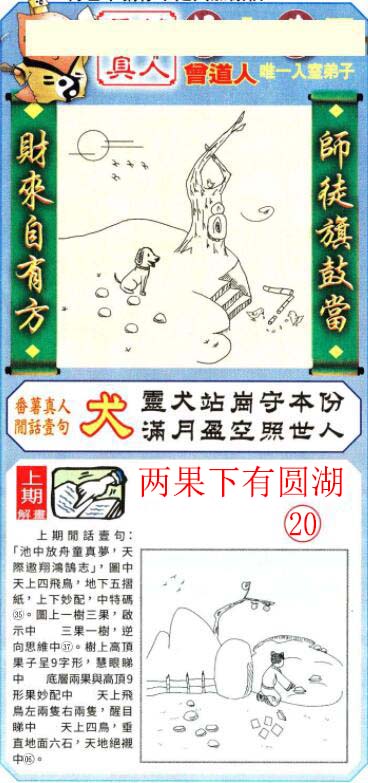 真人
曾道人
唯一入室弟子
財來自有方
師徒旗鼓當
番薯真人
閒話壹句
犬
靈犬站崗守本份
滿月盈空照世人
上期
解畫
两果下有圆湖
⑳
上期閒話壹句:
「池中放舟童真夢,天
際遨翔鴻鵠志」,圖中
天上四飛鳥,地下五摺
紙,上下妙配,中特碼
㉟。圖上一樹三果,啟
示中 三果一樹,逆
向思維中㊲。樹上高頂
果子呈9字形,慧眼睇
中 底層兩果與高頂9
形果妙配中 天上飛
鳥左兩隻右兩隻,醒目
睇中 天上四鳥,垂
直地面六石,天地絕襯
中㊻。